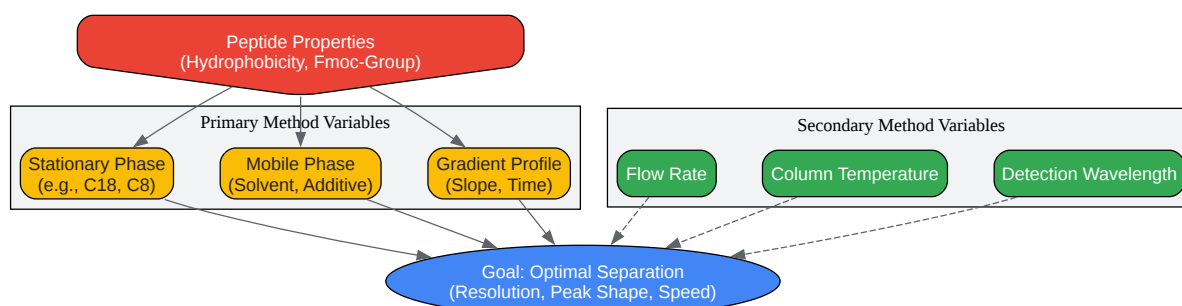 Peptide Properties
(Hydrophobicity, Fmoc-Group)
Primary Method Variables
Stationary Phase
(e.g., C18, C8)
Mobile Phase
(Solvent, Additive)
Gradient Profile
(Slope, Time)
Secondary Method Variables
Flow Rate
Column Temperature
Detection Wavelength
Goal: Optimal Separation
(Resolution, Peak Shape, Speed)